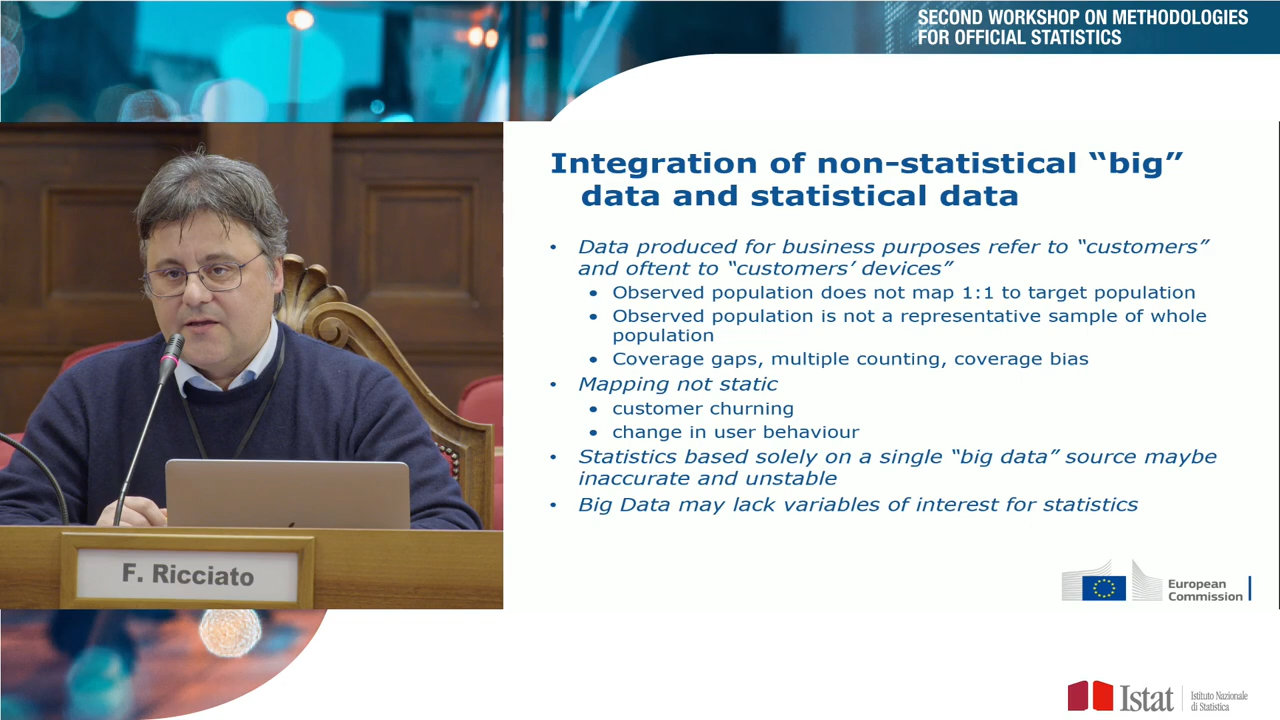 SECOND WORKSHOP ON METHODOLOGIES
FOR OFFICIAL STATISTICS
Integration of non-statistical “big”
data and statistical data
• Data produced for business purposes refer to “customers”
and oftent to “customers’ devices”
• Observed population does not map 1:1 to target population
• Observed population is not a representative sample of whole
population
• Coverage gaps, multiple counting, coverage bias
• Mapping not static
• customer churning
• change in user behaviour
• Statistics based solely on a single “big data” source maybe
inaccurate and unstable
• Big Data may lack variables of interest for statistics
F. Ricciato
European
Commission
Istat
Istituto Nazionale
di Statistica